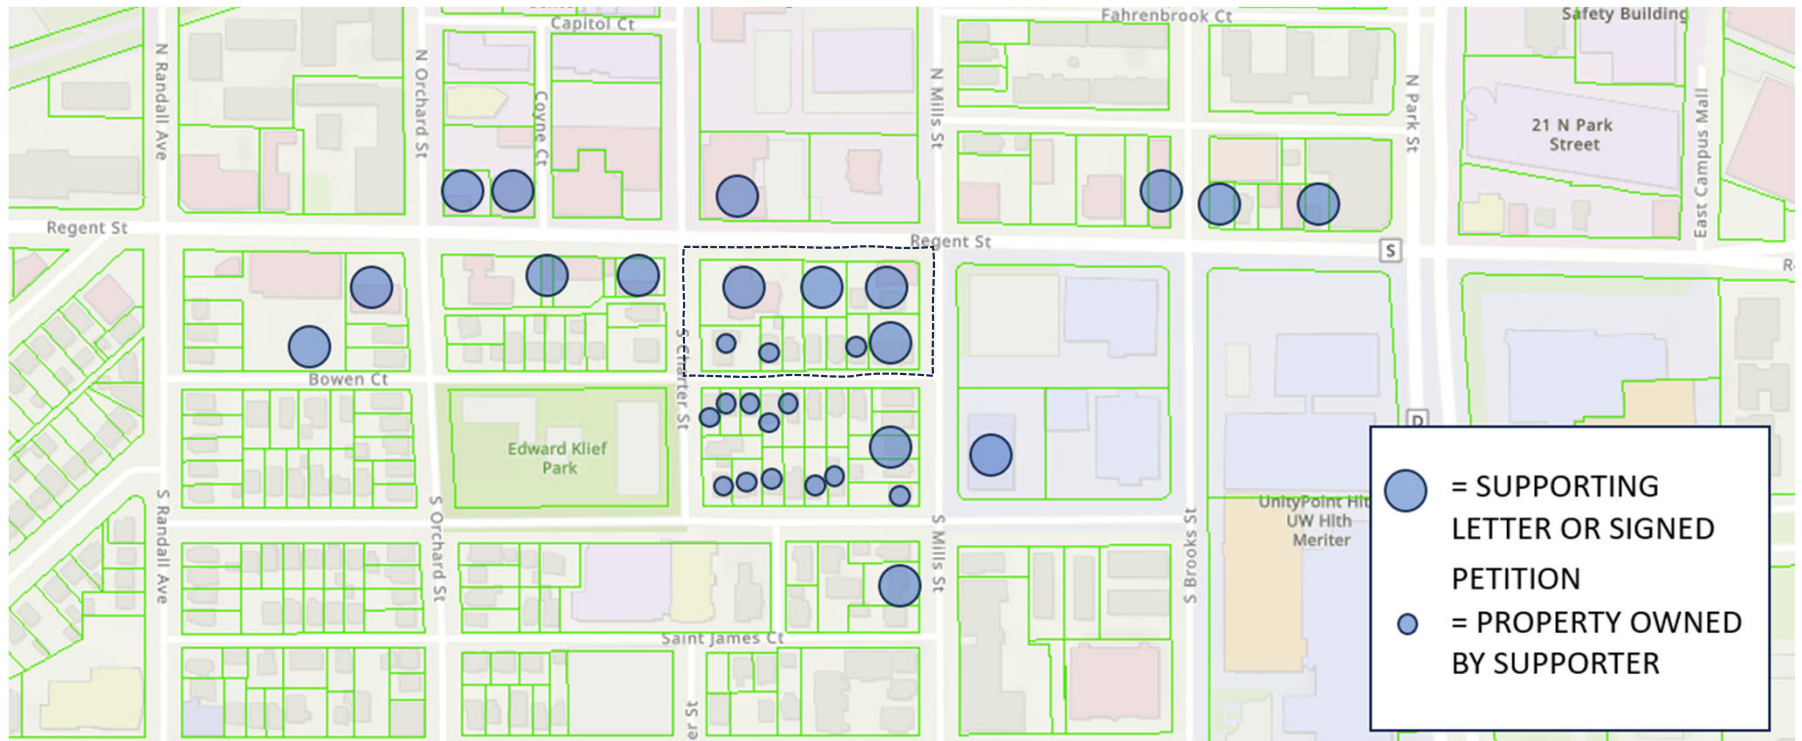 Capitol Ct
Fahrenbrook Ct
Safety Building
N Randall Ave
N Orchard St
Coyne Ct
N Mills St
N Park St
East Campus Mall
21 N Park
Street
Regent St
Regent St
S
Bowen Ct
S Charter St
Edward Klief
Park
D
S Randall Ave
S Orchard St
S Mills St
S Brooks St
UnityPoint Hlt
UW Hlth
Meriter
Saint James Ct
= SUPPORTING
LETTER OR SIGNED
PETITION
= PROPERTY OWNED
BY SUPPORTER